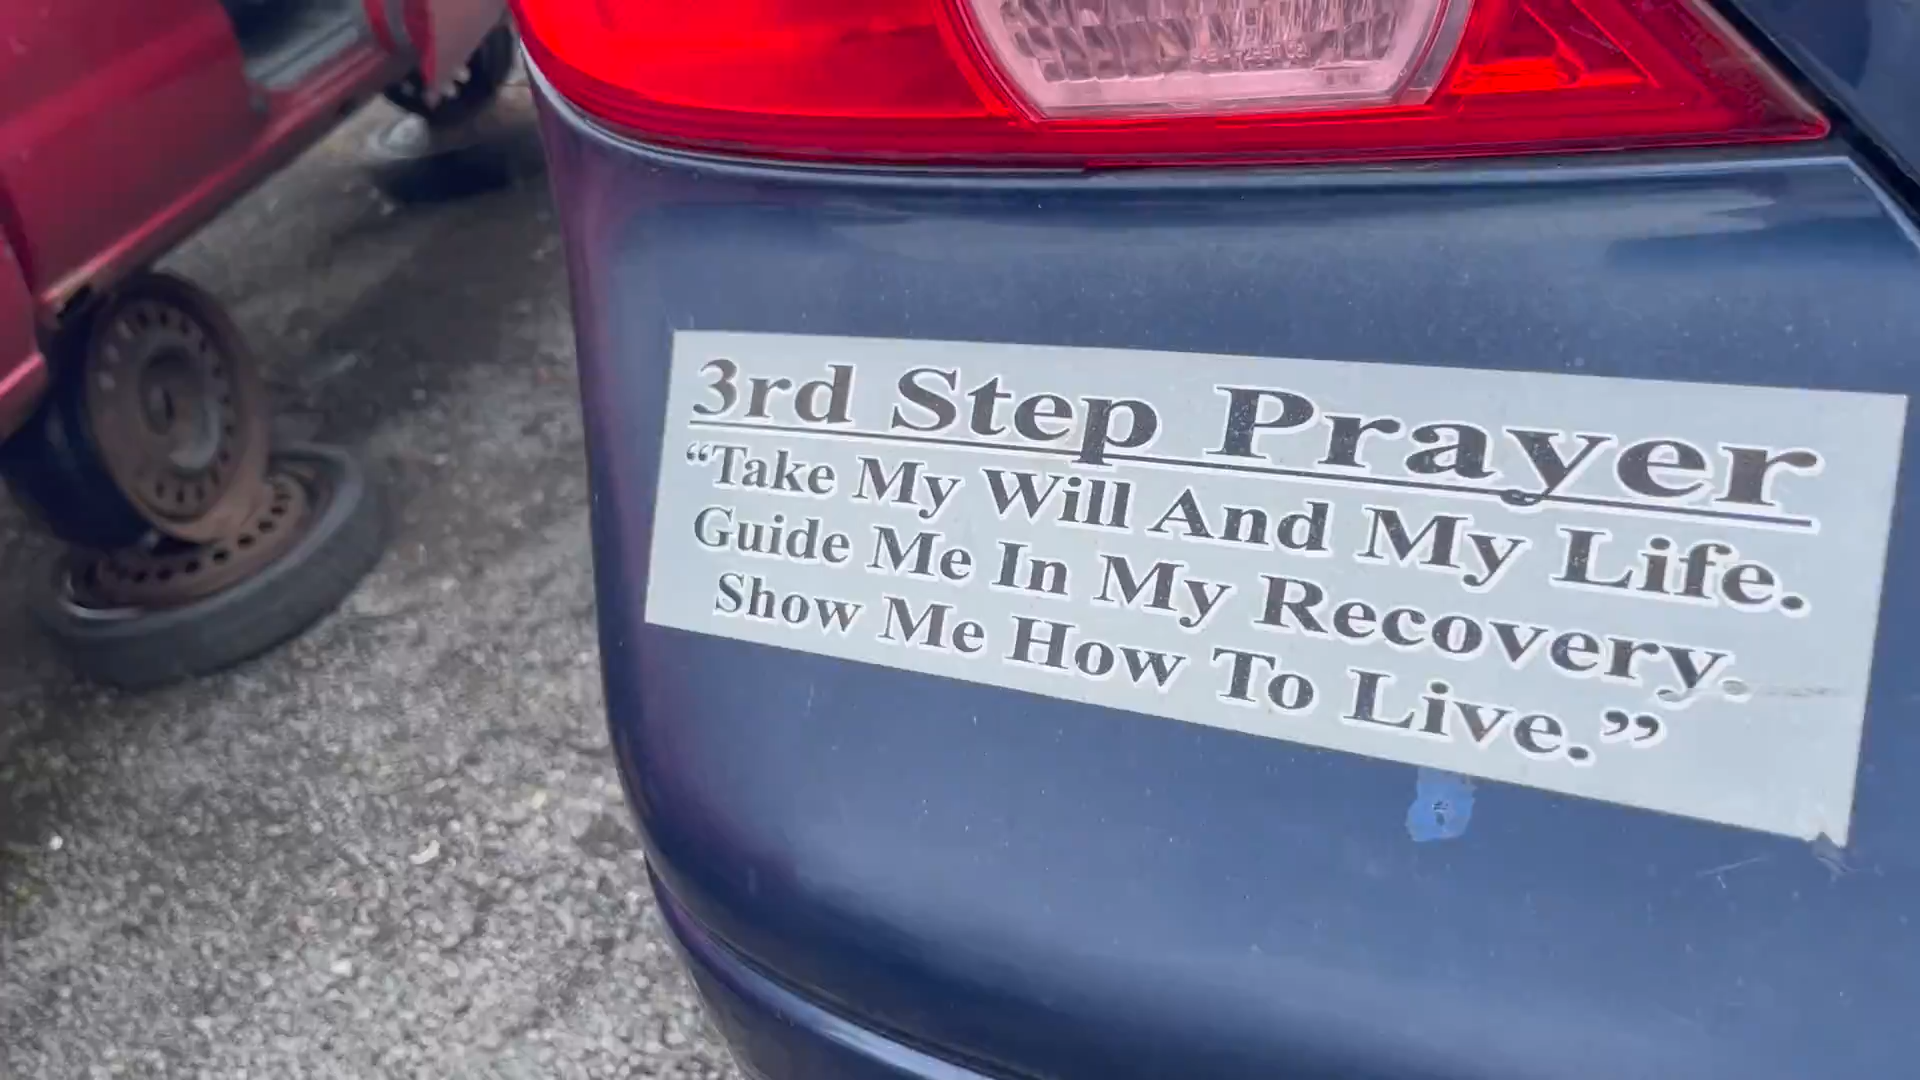 3rd Step Prayer
“Take My Will And My Life.
Guide Me In My Recovery.
Show Me How To Live.”